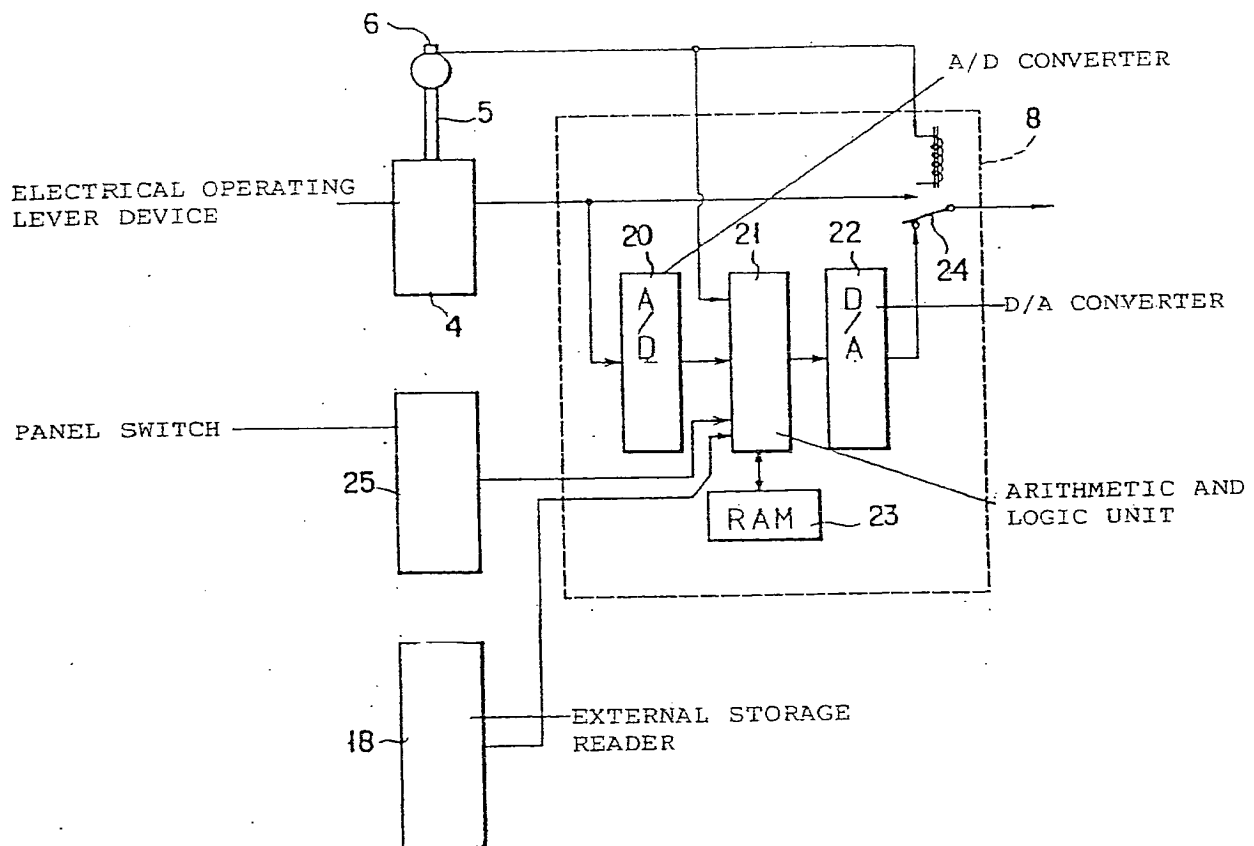 6
A/D CONVERTER
5
8
ELECTRICAL OPERATING
LEVER DEVICE
20
21
22
24
A/D
D/A
4
D/A CONVERTER
PANEL SWITCH
25
RAM
23
ARITHMETIC AND
LOGIC UNIT
18
EXTERNAL STORAGE
READER